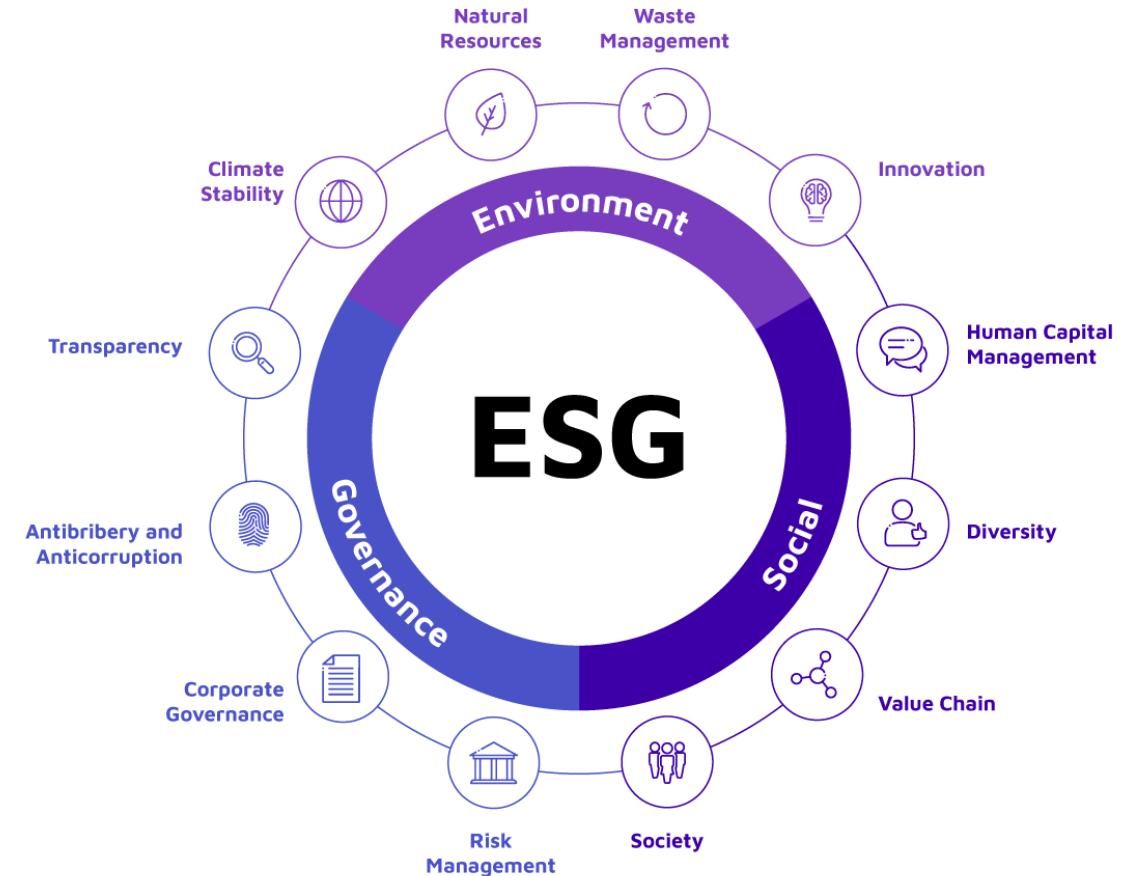 Natural
Resources
Waste
Management
Climate
Stability
Innovation
Environment
Transparency
Human Capital
Management
ESG
Governance
Social
Antibribery and
Anticorruption
Diversity
Corporate
Governance
Value Chain
Risk
Management
Society